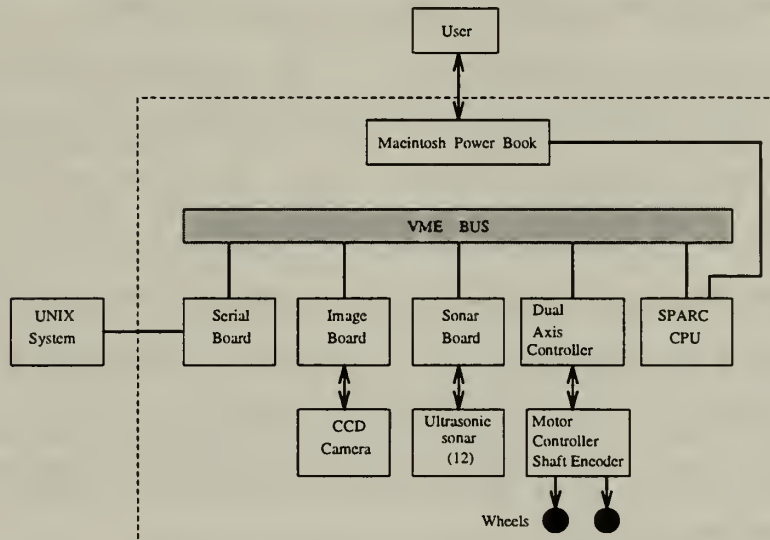 User
Macintosh Power Book
VME BUS
UNIX
System
Serial
Board
Image
Board
Sonar
Board
Dual
Axis
Controller
SPARC
CPU
CCD
Camera
Ultrasonic
sonar
(12)
Motor
Controller
Shaft Encoder
Wheels